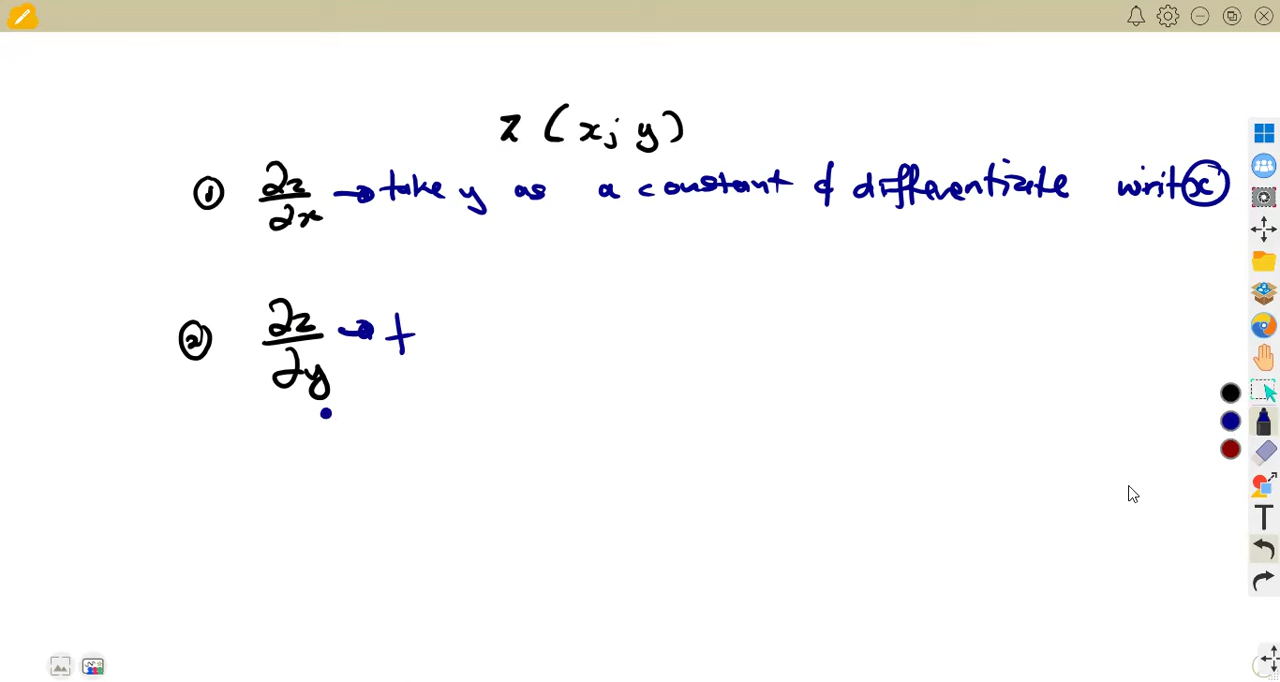 z (x; y)
① ∂z/∂x → take y as a constant & differentiate wrt x
② ∂z/∂y → t